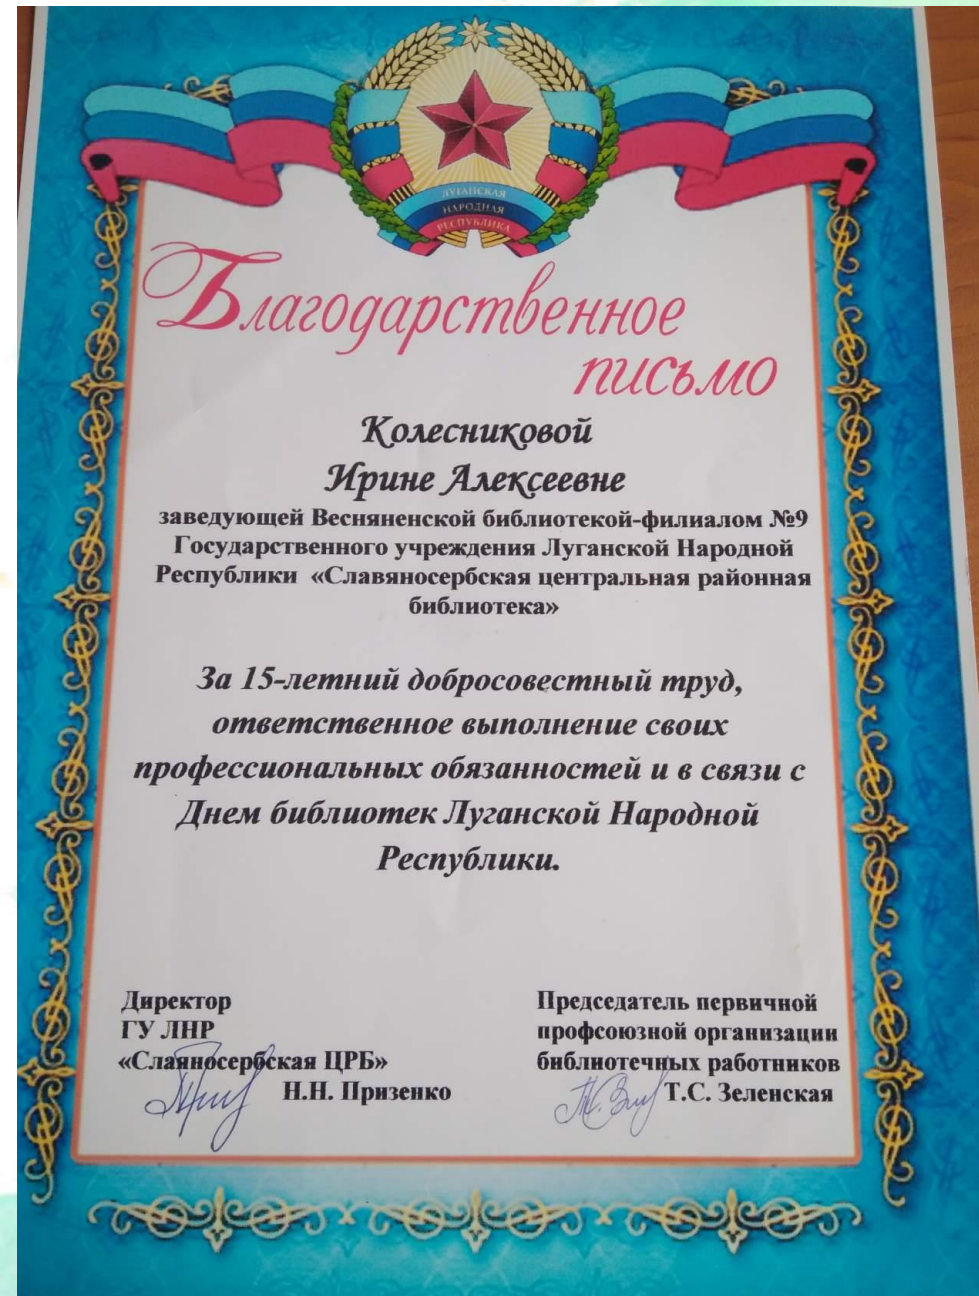 ЛУГАНСКАЯ
НАРОДНАЯ
РЕСПУБЛИКА
Благодарственное
письмо
Колесниковой
Ирине Алексеевне
заведующей Весняненской библиотекой-филиалом №9
Государственного учреждения Луганской Народной
Республики «Славяносербская центральная районная
библиотека»
За 15-летний добросовестный труд,
ответственное выполнение своих
профессиональных обязанностей и в связи с
Днем библиотек Луганской Народной
Республики.
Директор
ГУ ЛНР
«Славяносербская ЦРБ»
Н.Н. Призенко
Председатель первичной
профсоюзной организации
библиотечных работников
Т.С. Зеленская